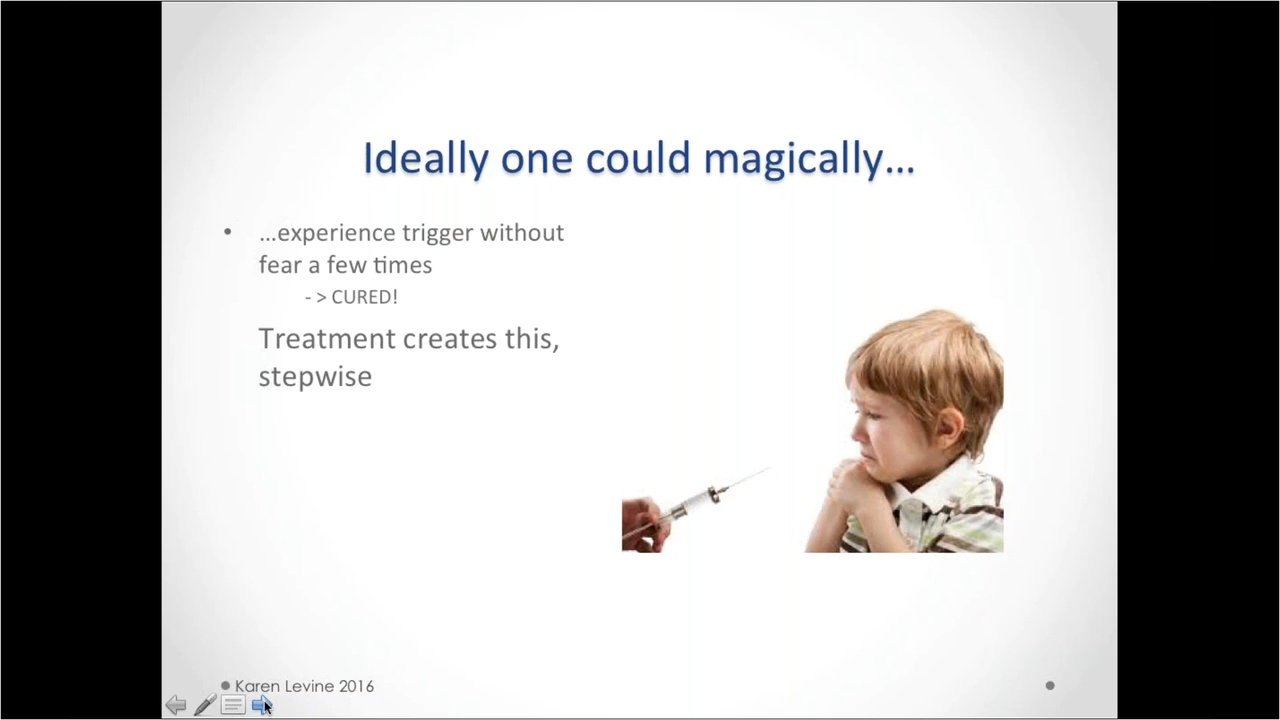 Ideally one could magically…
• …experience trigger without
fear a few times
- > CURED!
Treatment creates this,
stepwise
Karen Levine 2016